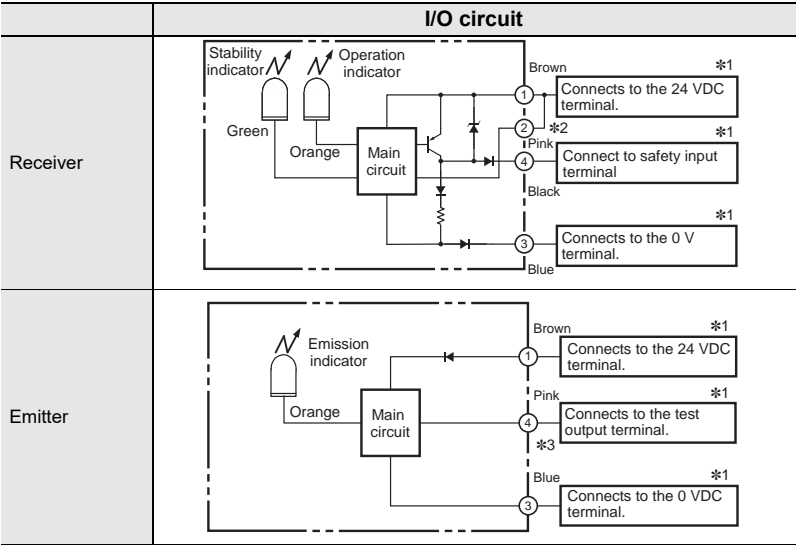 I/O circuit
Receiver
Stability
indicator
Operation
indicator
Green
Orange
Main
circuit
Brown
1
✻1
Connects to the 24 VDC
terminal.
2
✻2
Pink
✻1
4
Connect to safety input
terminal
Black
✻1
3
Connects to the 0 V
terminal.
Blue
Emitter
Emission
indicator
Orange
Main
circuit
Brown
✻1
1
Connects to the 24 VDC
terminal.
Pink
✻1
4
Connects to the test
output terminal.
✻3
Blue
✻1
3
Connects to the 0 VDC
terminal.